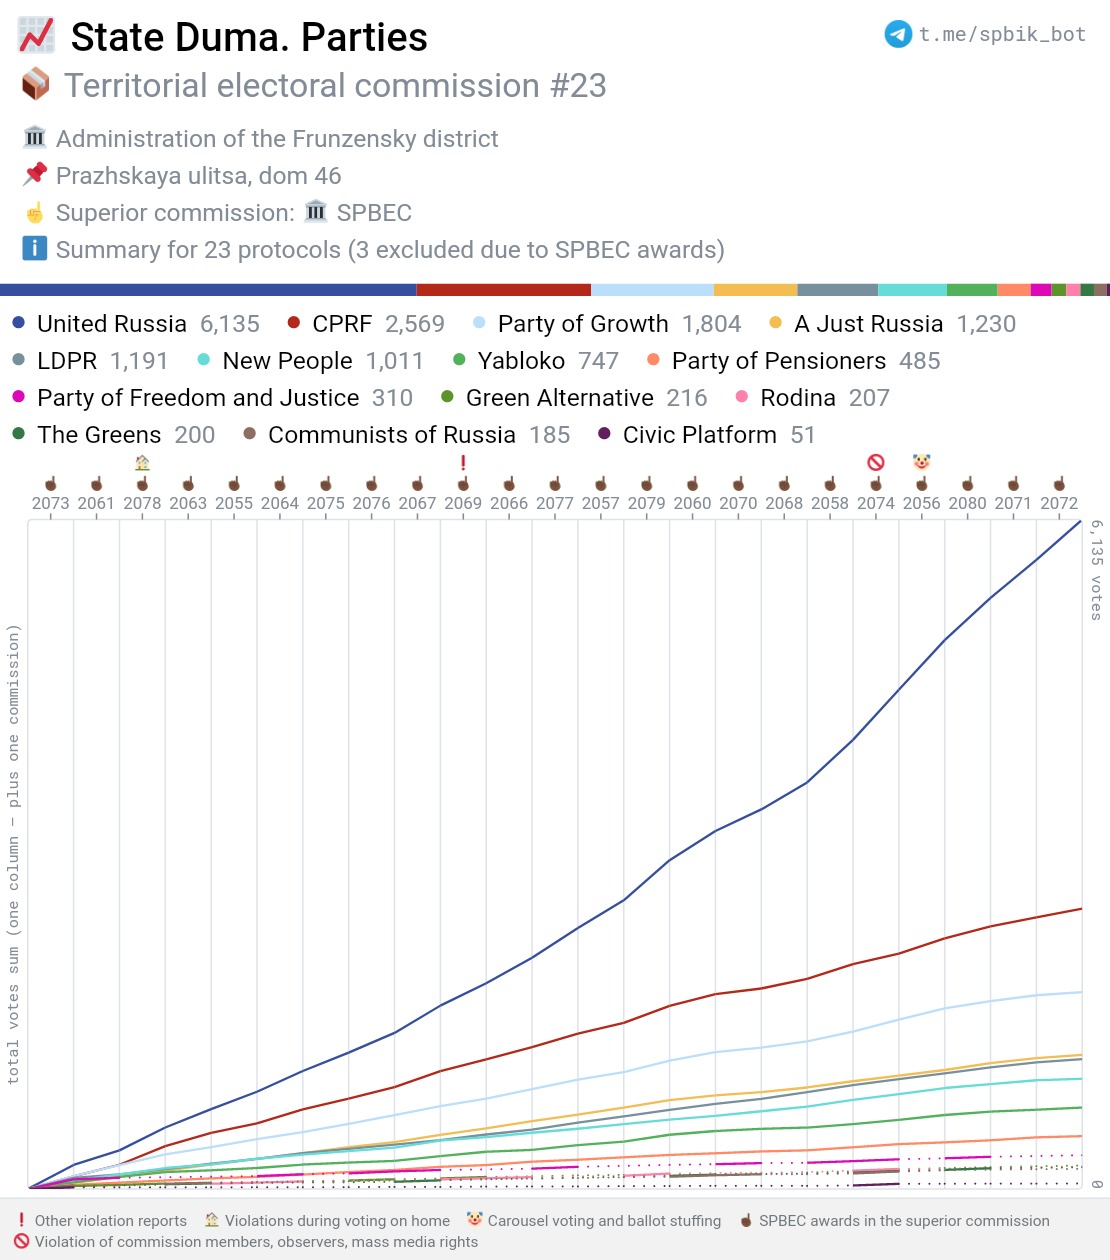 State Duma. Parties
t.me/spbik_bot
Territorial electoral commission #23
Administration of the Frunzensky district
Prazhskaya ulitsa, dom 46
Superior commission: SPBEC
Summary for 23 protocols (3 excluded due to SPBEC awards)
United Russia 6,135 CPRF 2,569 Party of Growth 1,804 A Just Russia 1,230
LDPR 1,191 New People 1,011 Yabloko 747 Party of Pensioners 485
Party of Freedom and Justice 310 Green Alternative 216 Rodina 207
The Greens 200 Communists of Russia 185 Civic Platform 51
2073 2061 2078 2063 2055 2064 2075 2076 2067 2069 2066 2077 2057 2079 2060 2070 2068 2058 2074 2056 2080 2071 2072
6,135 votes
total votes sum (one column – plus one commission)
0
Other violation reports Violations during voting on home Carousel voting and ballot stuffing SPBEC awards in the superior commission
Violation of commission members, observers, mass media rights